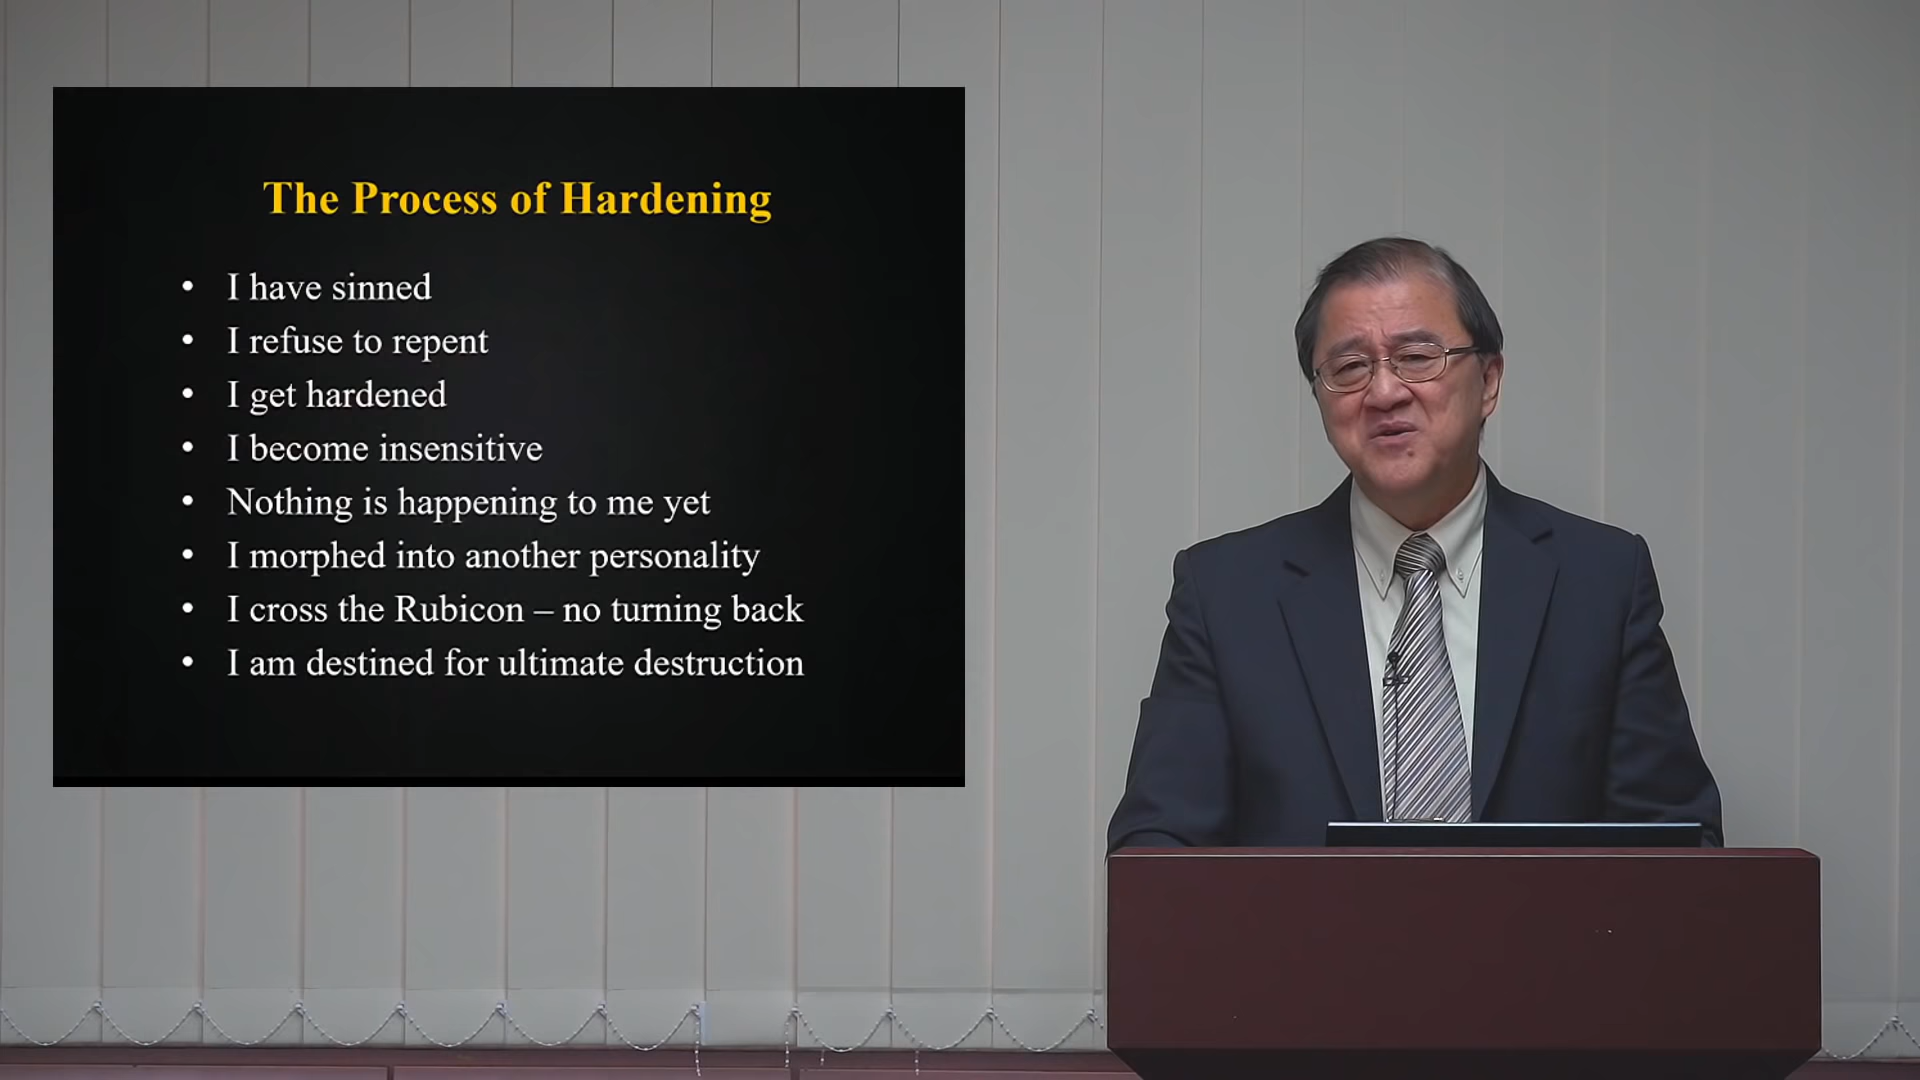 The Process of Hardening
• I have sinned
• I refuse to repent
• I get hardened
• I become insensitive
• Nothing is happening to me yet
• I morphed into another personality
• I cross the Rubicon – no turning back
• I am destined for ultimate destruction